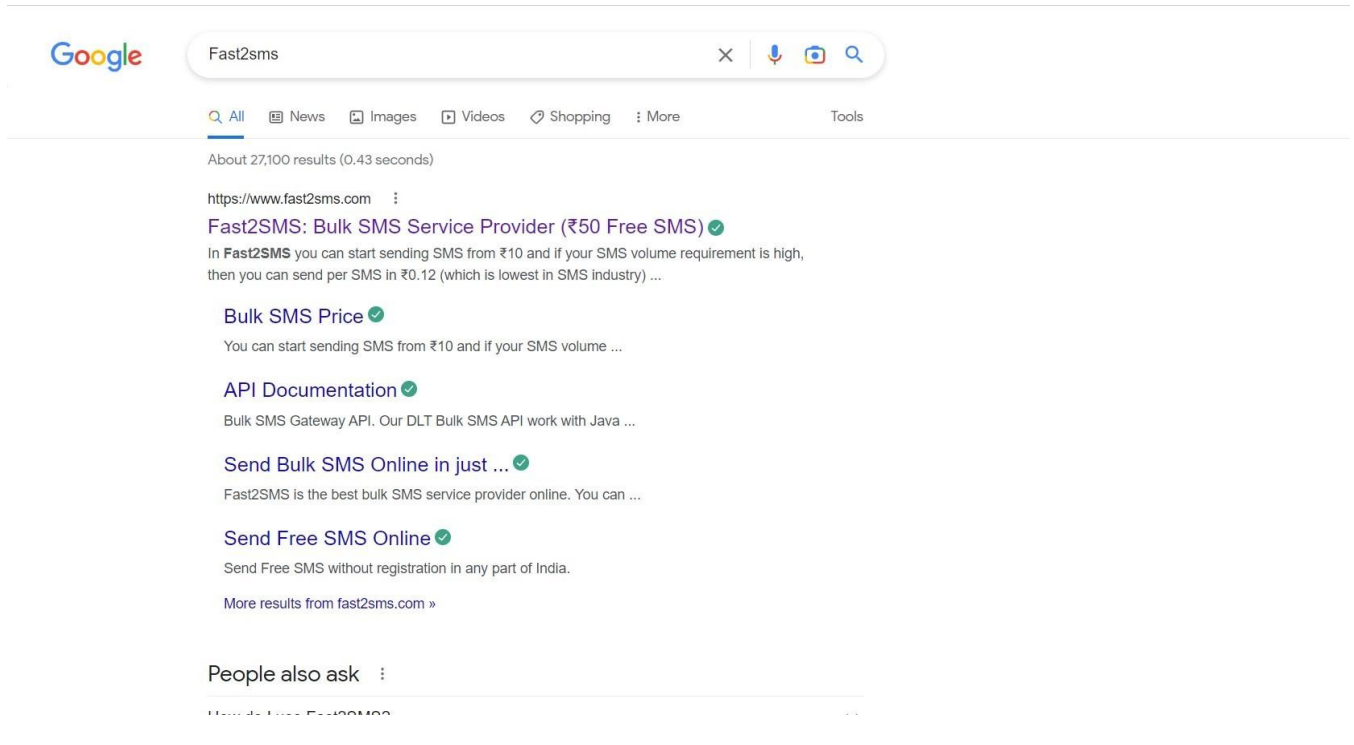 Google
Fast2sms
All News Images Videos Shopping More Tools
About 27,100 results (0.43 seconds)
https://www.fast2sms.com
Fast2SMS: Bulk SMS Service Provider (₹50 Free SMS)
In Fast2SMS you can start sending SMS from ₹10 and if your SMS volume requirement is high,
then you can send per SMS in ₹0.12 (which is lowest in SMS industry) ...
Bulk SMS Price
You can start sending SMS from ₹10 and if your SMS volume ...
API Documentation
Bulk SMS Gateway API. Our DLT Bulk SMS API work with Java ...
Send Bulk SMS Online in just ...
Fast2SMS is the best bulk SMS service provider online. You can ...
Send Free SMS Online
Send Free SMS without registration in any part of India.
More results from fast2sms.com »
People also ask
How do I use Fast2SMS?